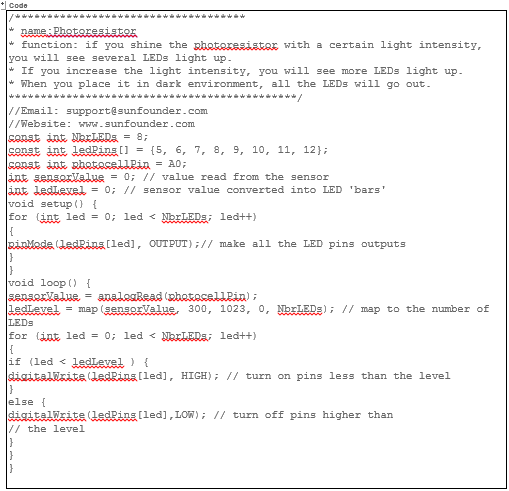 Code
/************************************
* name:Photoresistor
* function: if you shine the photoresistor with a certain light intensity,
you will see several LEDs light up.
* If you increase the light intensity, you will see more LEDs light up.
* When you place it in dark environment, all the LEDs will go out.
********************************************/
//Email: support@sunfounder.com
//Website: www.sunfounder.com
const int NbrLEDs = 8;
const int ledPins[] = {5, 6, 7, 8, 9, 10, 11, 12};
const int photocellPin = A0;
int sensorValue = 0; // value read from the sensor
int ledLevel = 0; // sensor value converted into LED 'bars'
void setup() {
for (int led = 0; led < NbrLEDs; led++)
{
pinMode(ledPins[led], OUTPUT);// make all the LED pins outputs
}
}
void loop() {
sensorValue = analogRead(photocellPin);
ledLevel = map(sensorValue, 300, 1023, 0, NbrLEDs); // map to the number of
LEDs
for (int led = 0; led < NbrLEDs; led++)
{
if (led < ledLevel ) {
digitalWrite(ledPins[led], HIGH); // turn on pins less than the level
}
else {
digitalWrite(ledPins[led],LOW); // turn off pins higher than
// the level
}
}
}